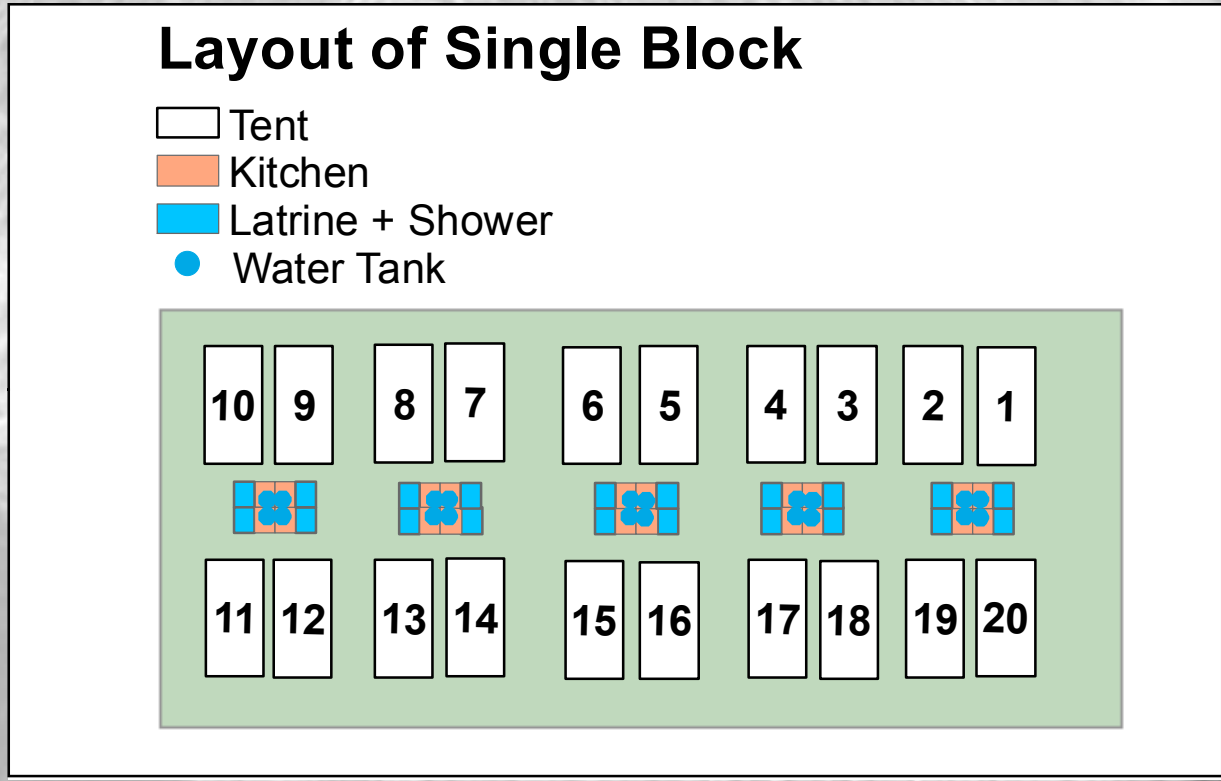 Layout of Single Block
Tent
Kitchen
Latrine + Shower
Water Tank
10 9 8 7 6 5 4 3 2 1
11 12 13 14 15 16 17 18 19 20